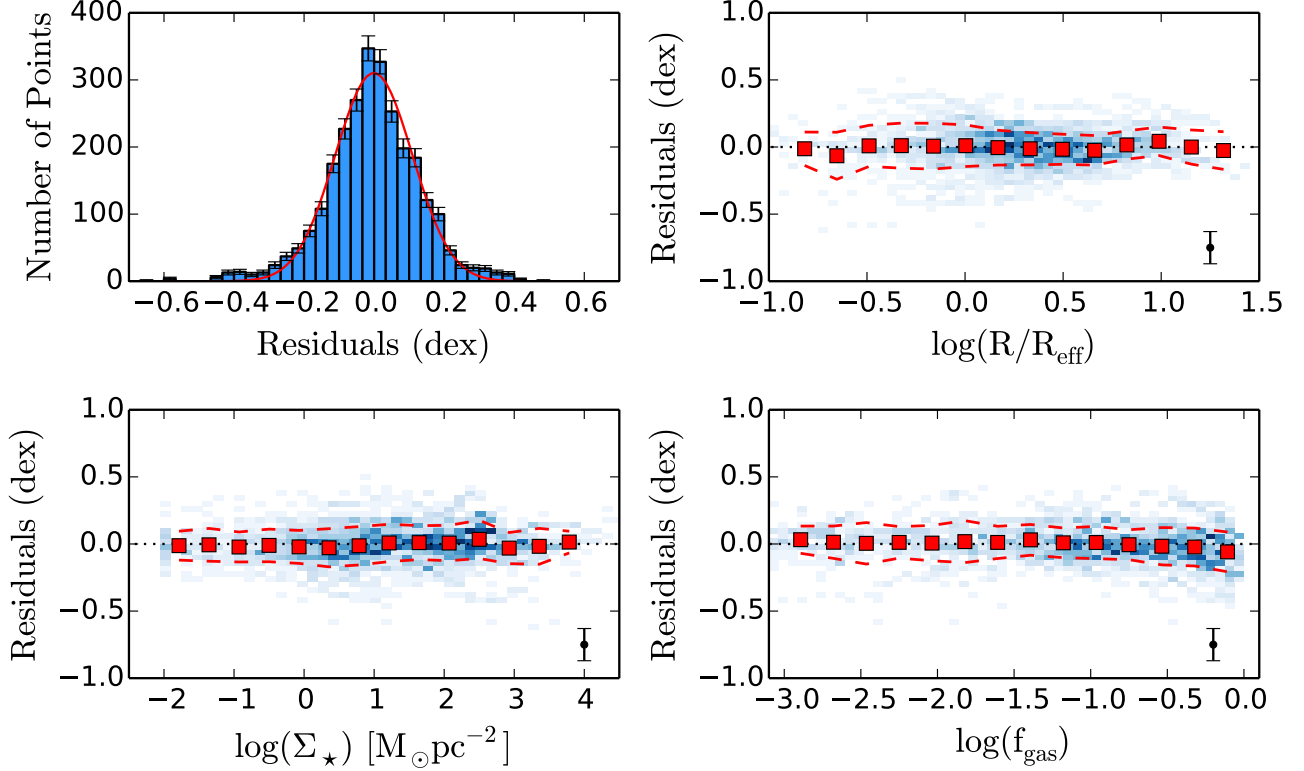 400
300
200
100
0
Number of Points
−0.6 −0.4 −0.2 0.0 0.2 0.4 0.6
Residuals (dex)
1.0
0.5
0.0
−0.5
−1.0
Residuals (dex)
−1.0 −0.5 0.0 0.5 1.0 1.5
log(R/R_eff)
1.0
0.5
0.0
−0.5
−1.0
Residuals (dex)
−2 −1 0 1 2 3 4
log(Σ_⋆) [M_⊙pc⁻²]
1.0
0.5
0.0
−0.5
−1.0
Residuals (dex)
−3.0 −2.5 −2.0 −1.5 −1.0 −0.5 0.0
log(f_gas)